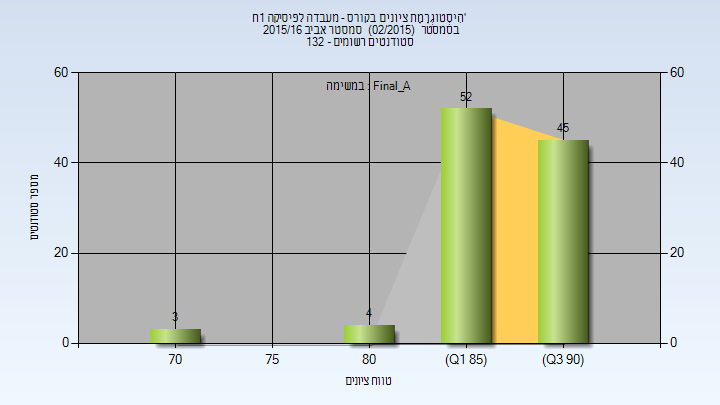 היסטוגרמת ציונים בקורס - מעבדה לפיסיקה 1ח'
בסמסטר (02/2015) סמסטר אביב 2015/16
סטודנטים רשומים - 132
במשימה : Final_A
60 60
52
45
40 40
מספר סטודנטים
20 20
3 4
0 0
70 75 80 (Q1 85) (Q3 90)
טווח ציונים